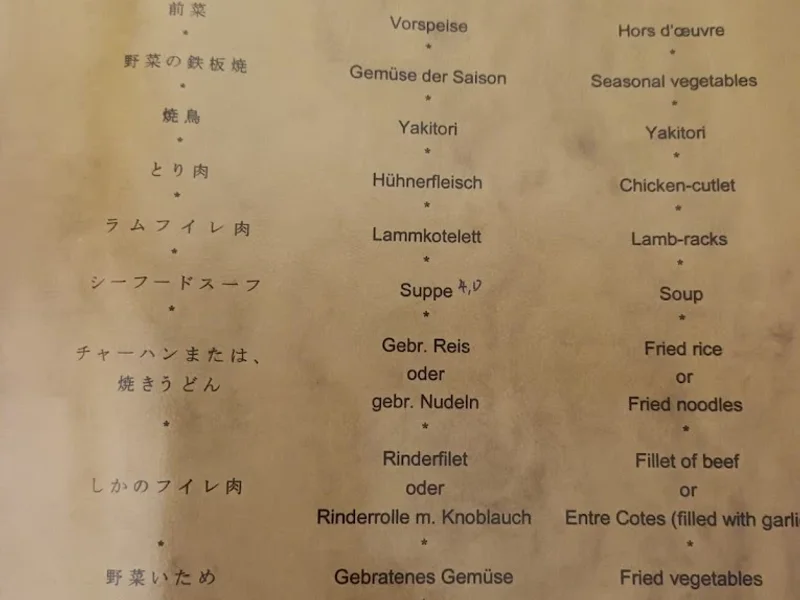 前菜
*
野菜の鉄板焼
*
焼鳥
*
とり肉
*
ラムフイレ肉
*
シーフードスーフ
*
チャーハンまたは、
焼きうどん
*
しかのフイレ肉
*
野菜いため
Vorspeise
*
Gemüse der Saison
*
Yakitori
*
Hühnerfleisch
*
Lammkotelett
*
Suppe 4,0
*
Gebr. Reis
oder
gebr. Nudeln
*
Rinderfilet
oder
Rinderrolle m. Knoblauch
*
Gebratenes Gemüse
Hors d'œuvre
*
Seasonal vegetables
*
Yakitori
*
Chicken-cutlet
*
Lamb-racks
*
Soup
*
Fried rice
or
Fried noodles
*
Fillet of beef
or
Entre Cotes (filled with garli
*
Fried vegetables